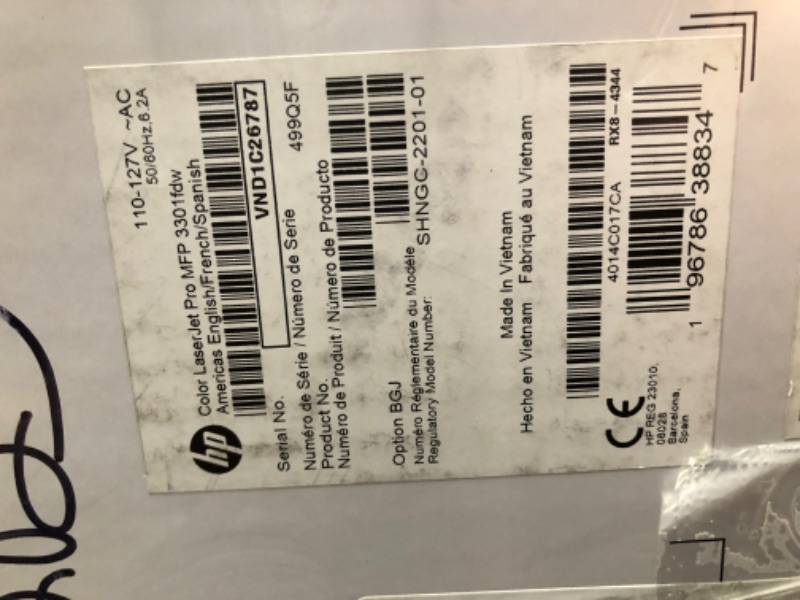 110-127V ~AC
50/60Hz,6.2A
hp
Color LaserJet Pro MFP 3301fdw
Americas English/French/Spanish
VND1C26787
Serial No.
Numéro de Série / Número de Serie
Product No. 499Q5F
Numéro de Produit / Número de Producto
Option BGJ
Numéro Réglementaire du Modèle
Regulatory Model Number: SHNGC-2201-01
Made In Vietnam
Hecho en Vietnam Fabriqué au Vietnam
4014C017CA RX8-4344
CE
HP REG 23010,
08028
Barcelona,
Spain
1 96786 38834 7